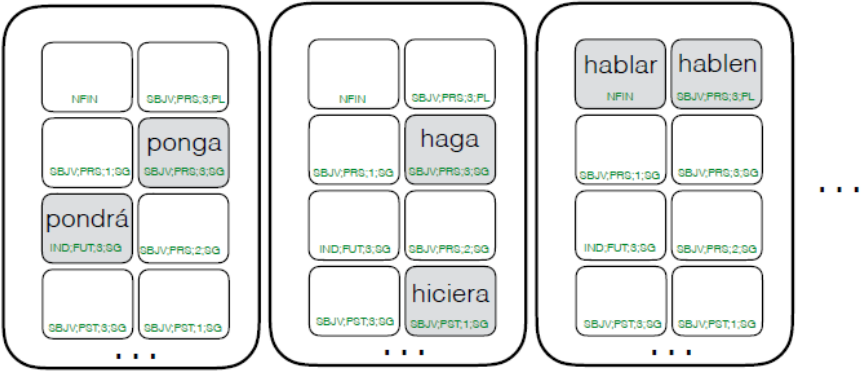 NFIN SBJV;PRS;3;PL
ponga
SBJV;PRS;1;SG SBJV;PRS;3;SG
pondrá
IND;FUT;3;SG SBJV;PRS;2;SG
SBJV;PST;3;SG SBJV;PST;1;SG
...
NFIN SBJV;PRS;3;PL
haga
SBJV;PRS;1;SG SBJV;PRS;3;SG
IND;FUT;3;SG SBJV;PRS;2;SG
hiciera
SBJV;PST;3;SG SBJV;PST;1;SG
...
hablar hablen
NFIN SBJV;PRS;3;PL
SBJV;PRS;1;SG SBJV;PRS;3;SG
IND;FUT;3;SG SBJV;PRS;2;SG
SBJV;PST;3;SG SBJV;PST;1;SG
...
...